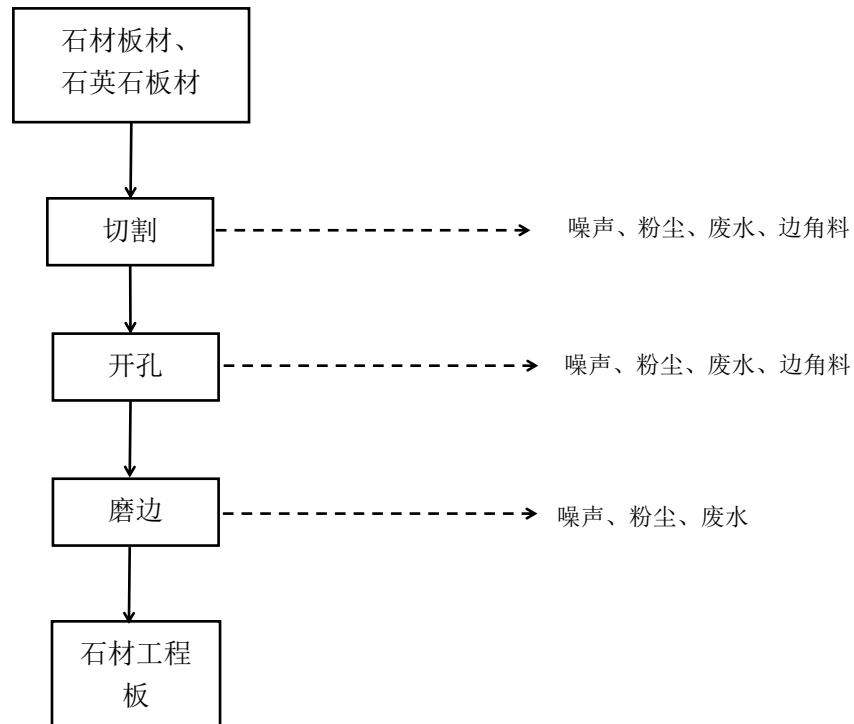 石材板材、
石英石板材
切割
噪声、粉尘、废水、边角料
开孔
噪声、粉尘、废水、边角料
磨边
噪声、粉尘、废水
石材工程
板